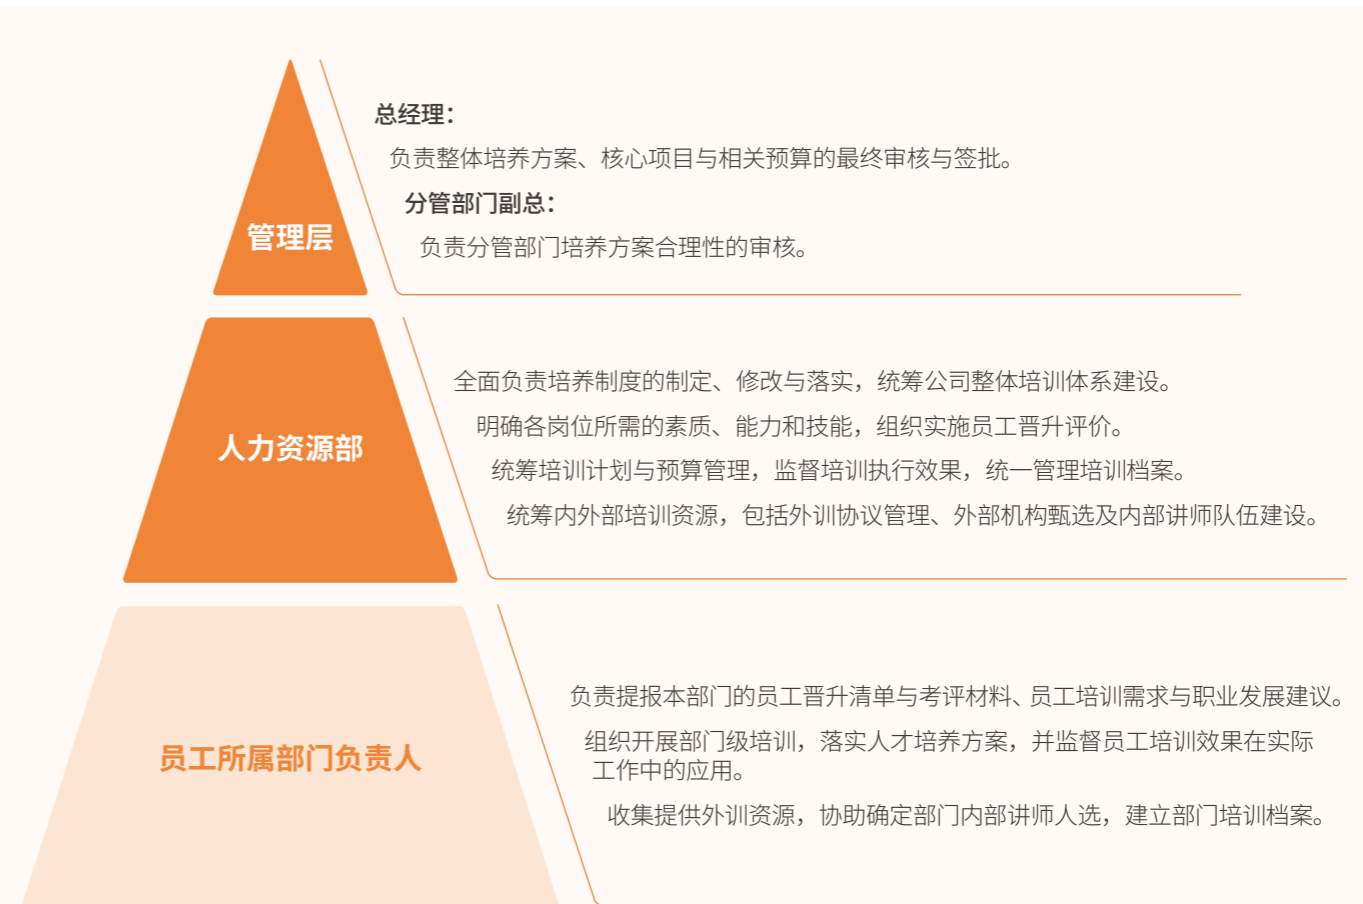 总经理：
负责整体培养方案、核心项目与相关预算的最终审核与签批。
分管部门副总：
负责分管部门培养方案合理性的审核。
管理层
全面负责培养制度的制定、修改与落实，统筹公司整体培训体系建设。
明确各岗位所需的素质、能力和技能，组织实施员工晋升评价。
人力资源部
统筹培训计划与预算管理，监督培训执行效果，统一管理培训档案。
统筹内外部培训资源，包括外训协议管理、外部机构甄选及内部讲师队伍建设。
负责提报本部门的员工晋升清单与考评材料、员工培训需求与职业发展建议。
组织开展部门级培训，落实人才培养方案，并监督员工培训效果在实际
工作中的应用。
员工所属部门负责人
收集提供外训资源，协助确定部门内部讲师人选，建立部门培训档案。